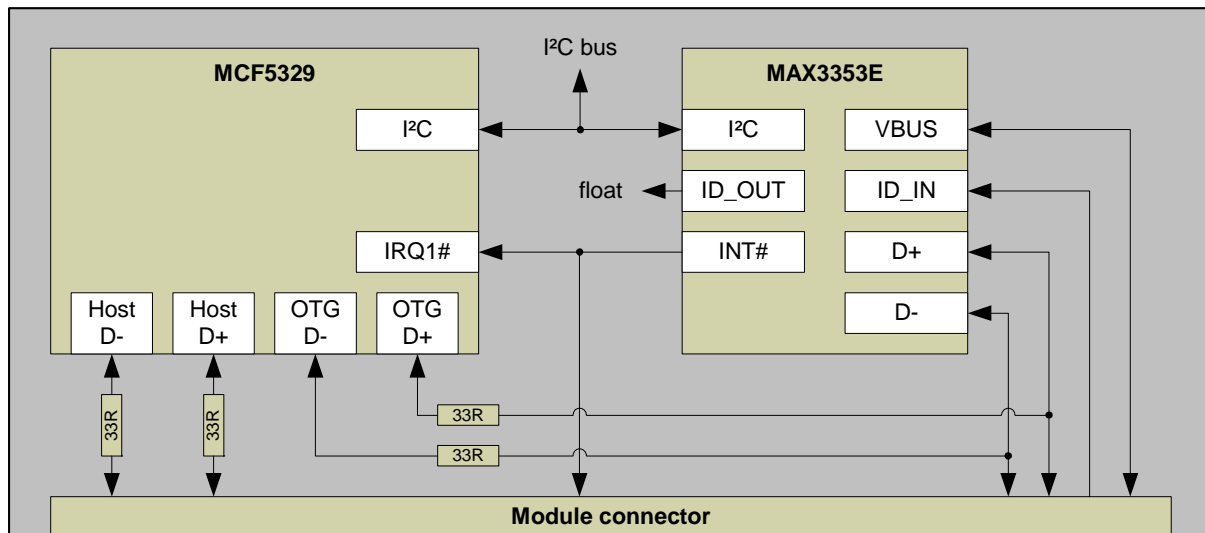 I²C bus
MCF5329
MAX3353E
I²C
I²C
VBUS
float
ID_OUT
ID_IN
IRQ1#
INT#
D+
D-
Host
D-
Host
D+
OTG
D-
OTG
D+
33R
33R
33R
33R
Module connector